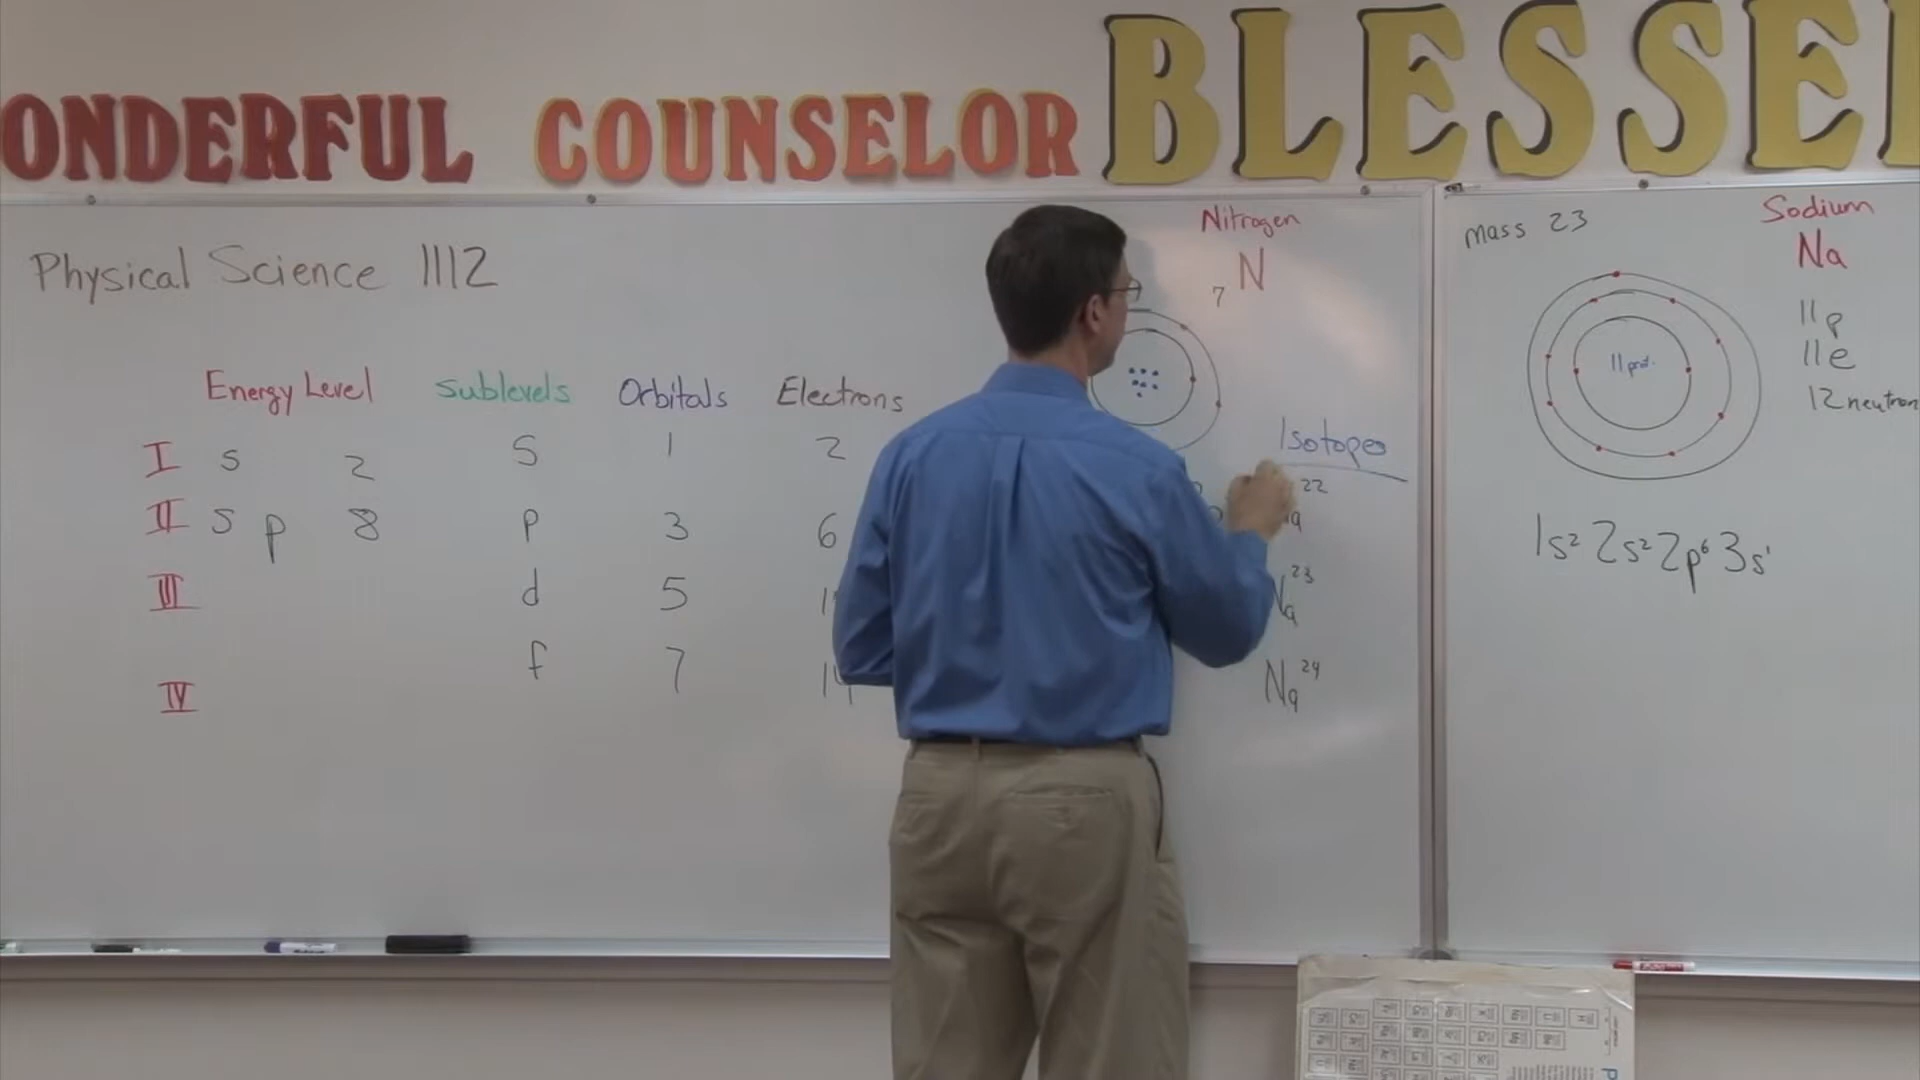 ONDERFUL COUNSELOR BLESSE
Physical Science 1112
Energy Level Sublevels Orbitals Electrons
I s 2 S 1 2
II s p 8 p 3 6
III d 5
f 7 14
IV
Nitrogen
7 N
Isotopes
22
Na 23
Na 24
Mass 23
Sodium
Na
11 prot.
11p
11e
12 neutron
1s² 2s² 2p⁶ 3s¹